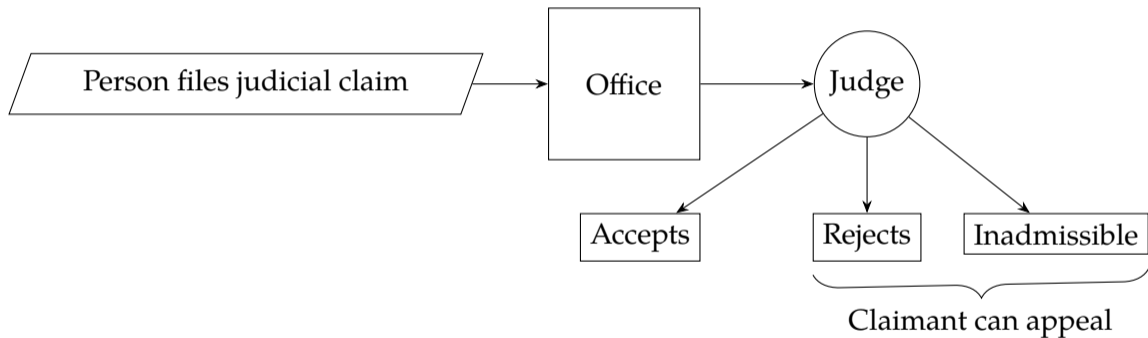 Person files judicial claim
Office
Judge
Accepts
Rejects
Inadmissible
Claimant can appeal